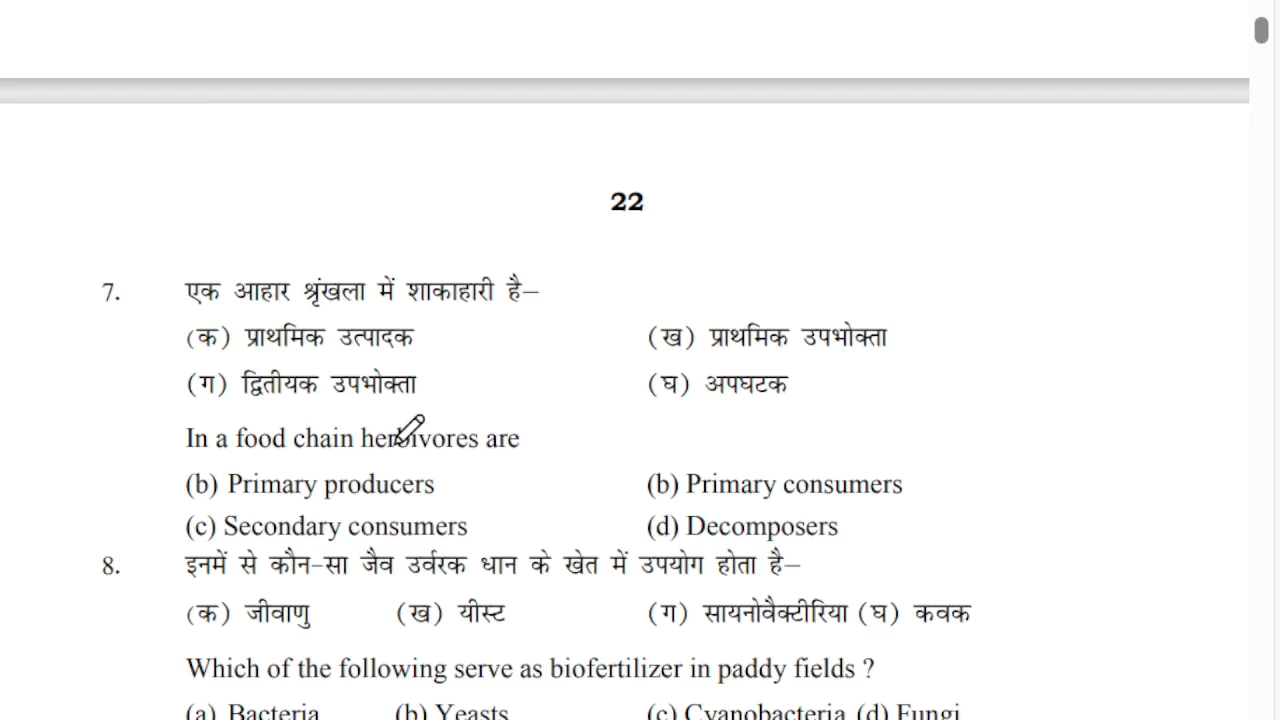 22
7. एक आहार श्रृंखला में शाकाहारी है–
(क) प्राथमिक उत्पादक (ख) प्राथमिक उपभोक्ता
(ग) द्वितीयक उपभोक्ता (घ) अपघटक
In a food chain herbivores are
(b) Primary producers (b) Primary consumers
(c) Secondary consumers (d) Decomposers
8. इनमें से कौन-सा जैव उर्वरक धान के खेत में उपयोग होता है–
(क) जीवाणु (ख) यीस्ट (ग) सायनोवैक्टीरिया (घ) कवक
Which of the following serve as biofertilizer in paddy fields ?
(a) Bacteria (b) Yeasts (c) Cyanobacteria (d) Fungi